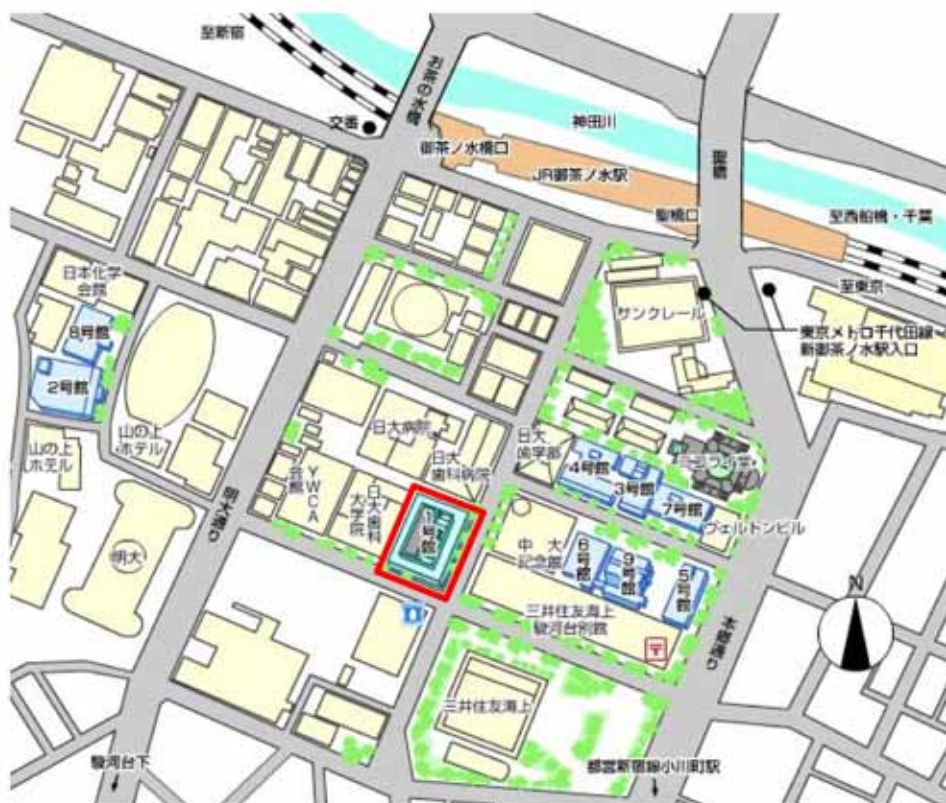 至新宿
お茶の水橋
交番
御茶ノ水橋口
神田川
JR御茶ノ水駅
聖橋
聖橋口
至西船橋・千葉
至東京
日本化学
会館
8号館
2号館
サンクレール
東京メトロ千代田線
新御茶ノ水駅入口
山の上
ホテル
山の上
ホテル
日大病院
日大
歯科病院
日大
歯学部
4号館
3号館
7号館
ニコライ堂
ヴェルドンビル
YWCA
会館
日大歯科
大学院
1号館
明大通り
明大
中大
記念館
6号館
9号館
5号館
三井住友海上
駿河台別館
〒
本郷通り
N
三井住友海上
駿河台下
都営新宿線小川町駅